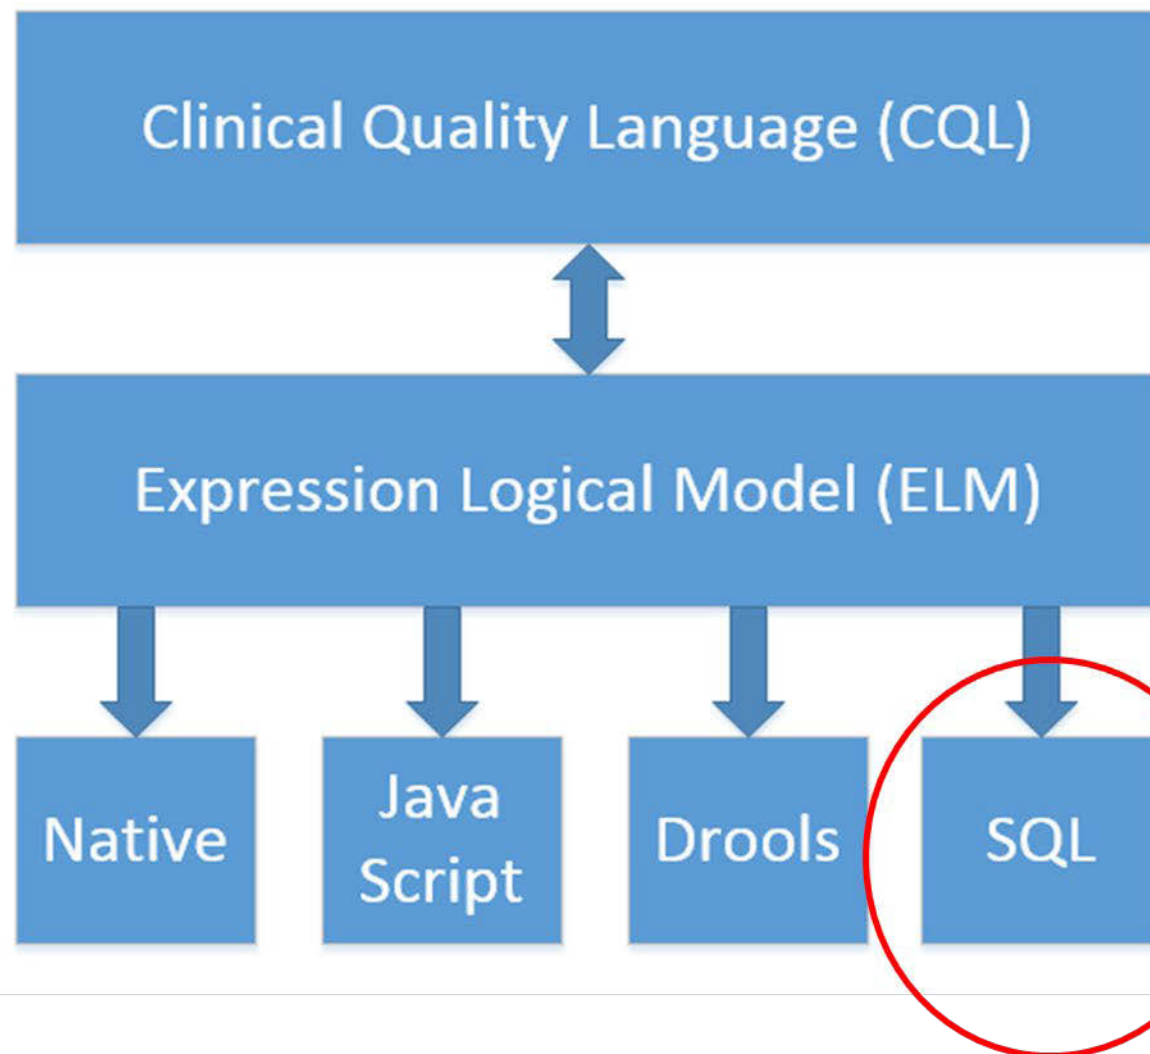 Clinical Quality Language (CQL)
Expression Logical Model (ELM)
Native
Java
Script
Drools
SQL